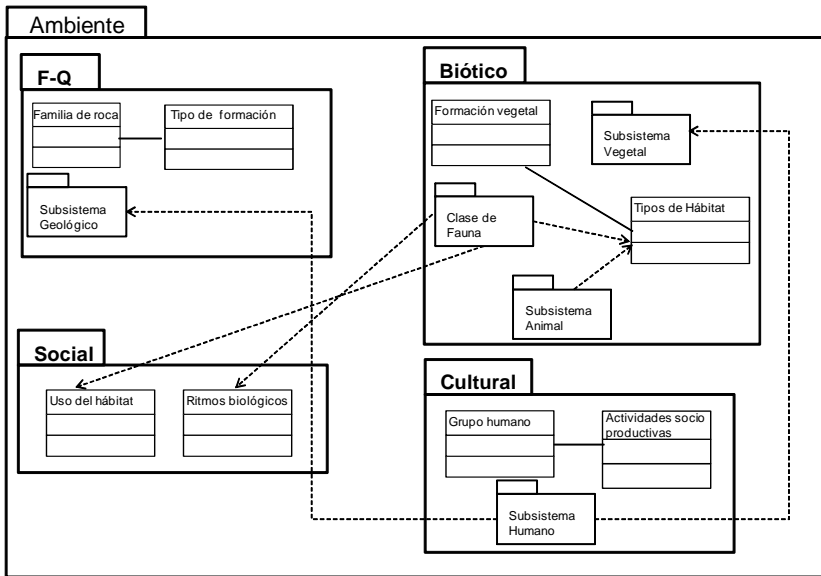 Ambiente
F-Q
Familia de roca
Tipo de formación
Subsistema
Geológico
Biótico
Formación vegetal
Subsistema
Vegetal
Clase de
Fauna
Tipos de Hábitat
Subsistema
Animal
Social
Uso del hábitat
Ritmos biológicos
Cultural
Grupo humano
Actividades socio
productivas
Subsistema
Humano